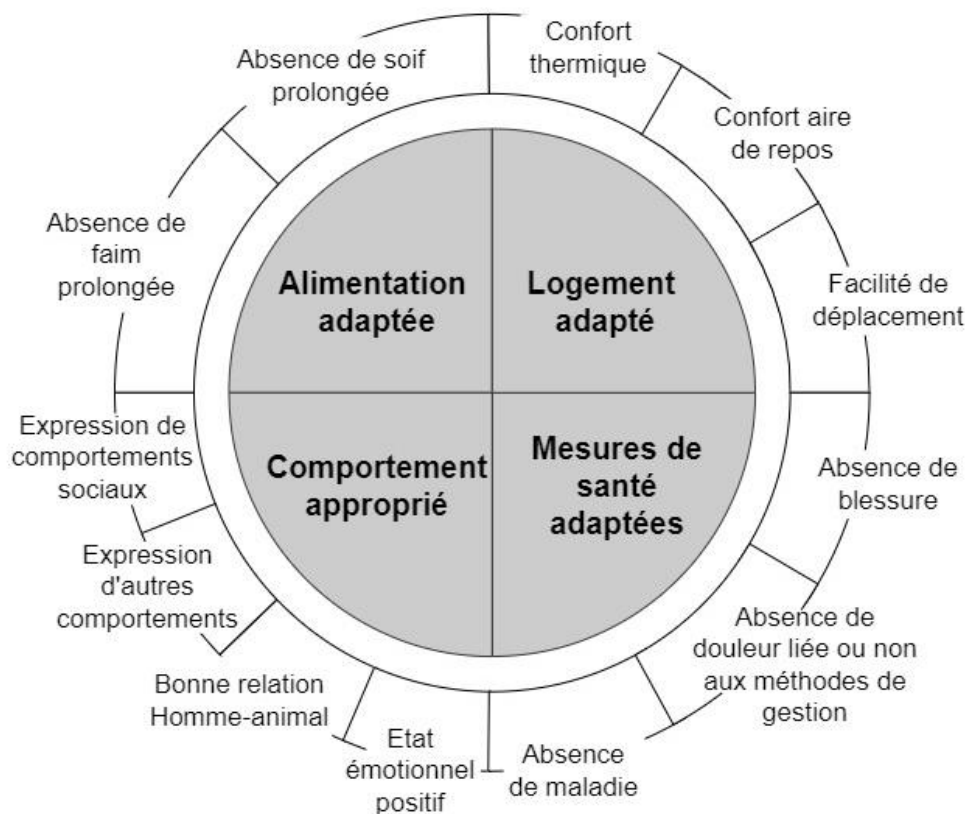 Absence de soif
prolongée
Confort
thermique
Confort aire
de repos
Absence de
faim
prolongée
Alimentation
adaptée
Logement
adapté
Facilité de
déplacement
Expression de
comportements
sociaux
Comportement
approprié
Mesures de
santé
adaptées
Absence de
blessure
Expression
d'autres
comportements
Absence de
douleur liée ou non
aux méthodes de
gestion
Bonne relation
Homme-animal
Etat
émotionnel
positif
Absence
de maladie